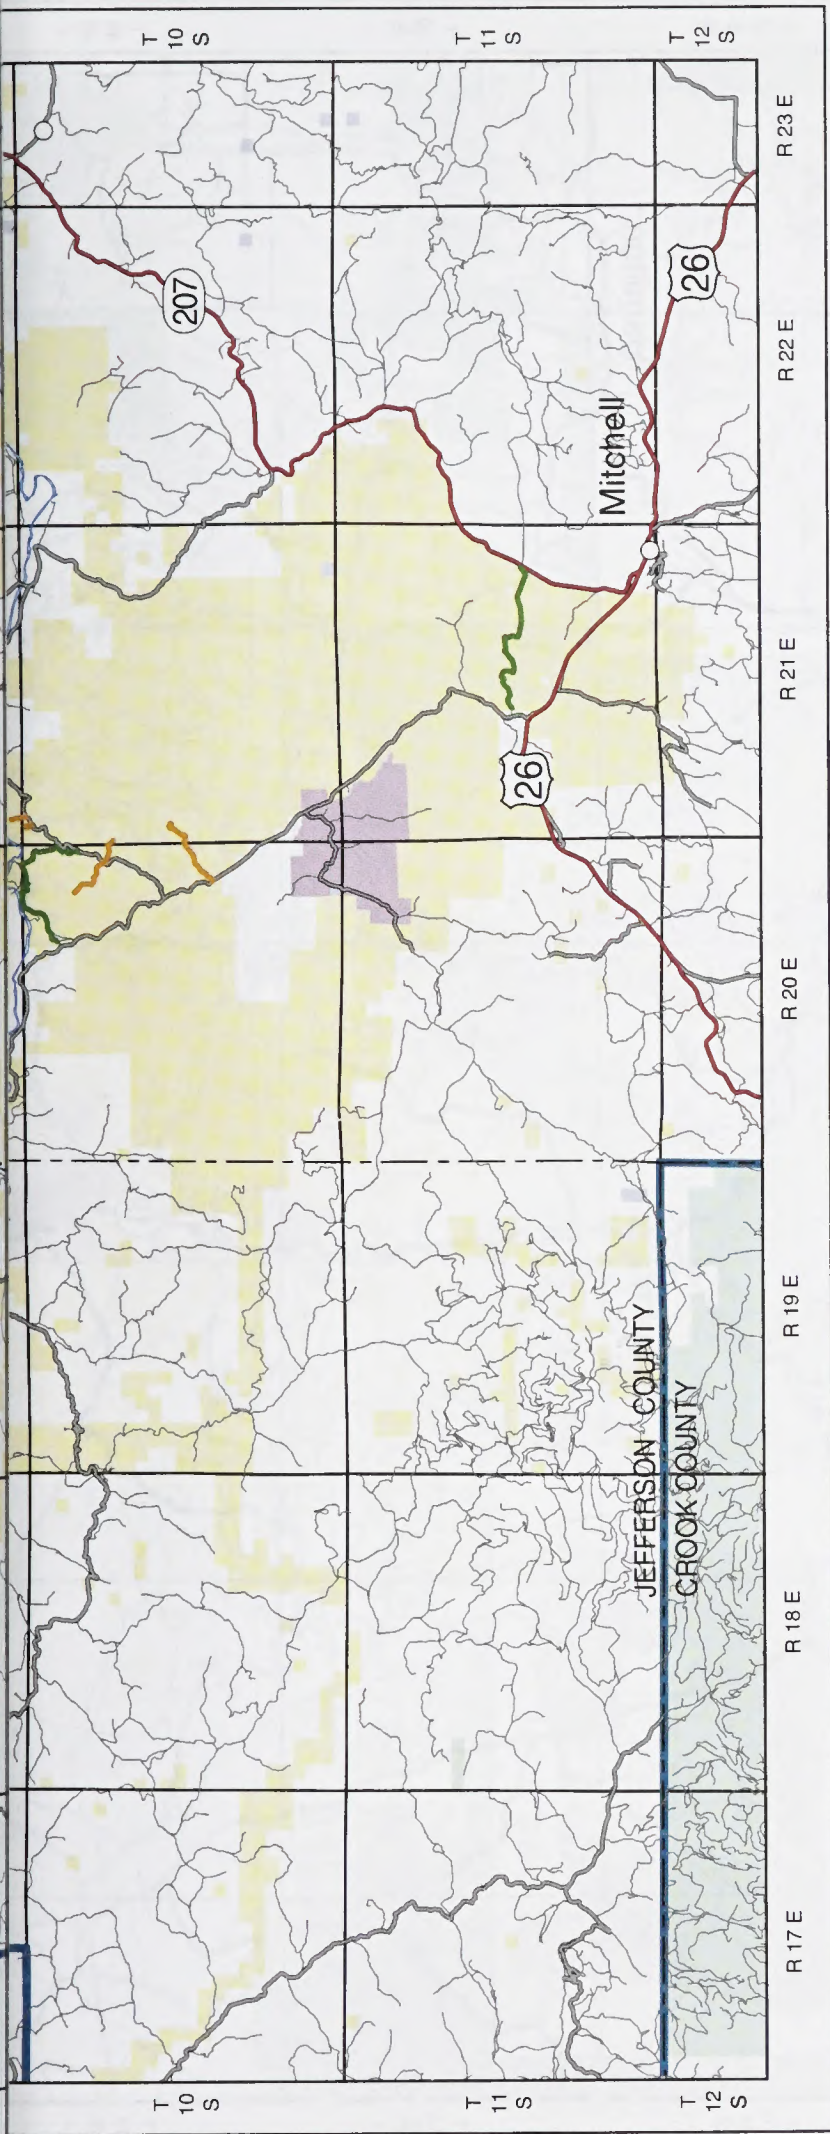 T
10
S
T
11
S
T
12
S
207
26
Mitchell
26
JEFFERSON COUNTY
CROOK COUNTY
R 23 E
R 22 E
R 21 E
R 20 E
R 19 E
R 18 E
R 17 E
T
10
S
T
11
S
T
12
S